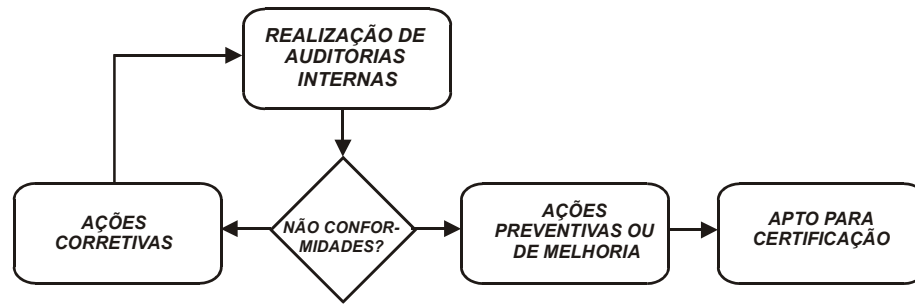 REALIZAÇÃO DE
AUDITORIAS
INTERNAS
AÇÕES
CORRETIVAS
NÃO CONFOR-
MIDADES?
AÇÕES
PREVENTIVAS OU
DE MELHORIA
APTO PARA
CERTIFICAÇÃO